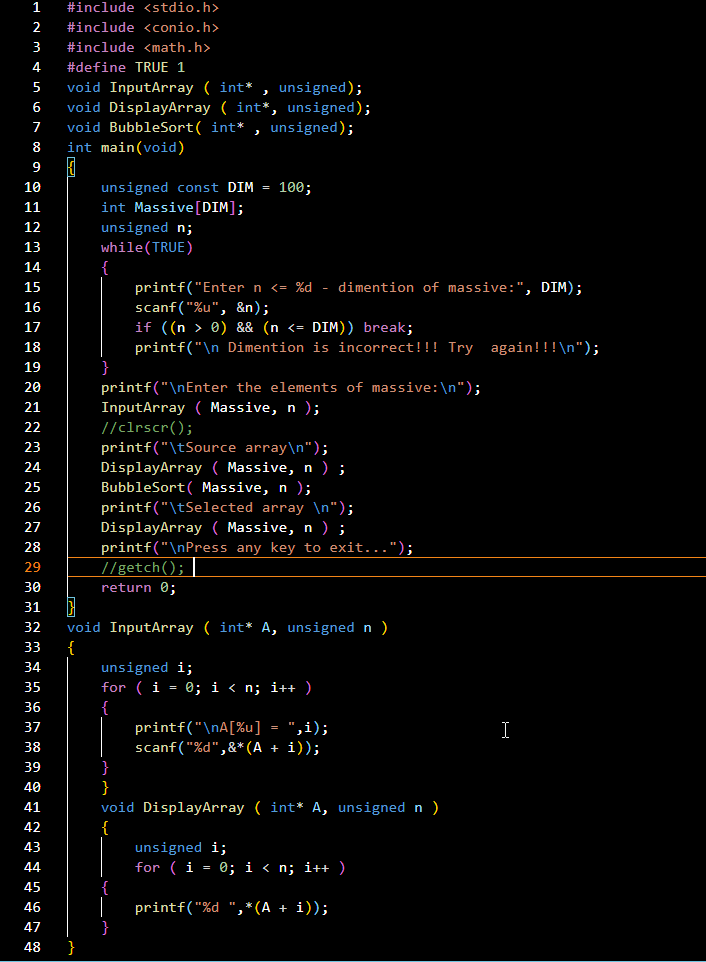 1 #include <stdio.h>
2 #include <conio.h>
3 #include <math.h>
4 #define TRUE 1
5 void InputArray ( int* , unsigned);
6 void DisplayArray ( int*, unsigned);
7 void BubbleSort( int* , unsigned);
8 int main(void)
9 {
10     unsigned const DIM = 100;
11     int Massive[DIM];
12     unsigned n;
13     while(TRUE)
14     {
15         printf("Enter n <= %d - dimention of massive:", DIM);
16         scanf("%u", &n);
17         if ((n > 0) && (n <= DIM)) break;
18         printf("\n Dimention is incorrect!!! Try  again!!!\n");
19     }
20     printf("\nEnter the elements of massive:\n");
21     InputArray ( Massive, n );
22     //clrscr();
23     printf("\tSource array\n");
24     DisplayArray ( Massive, n ) ;
25     BubbleSort( Massive, n );
26     printf("\tSelected array \n");
27     DisplayArray ( Massive, n ) ;
28     printf("\nPress any key to exit...");
29     //getch();
30     return 0;
31 }
32 void InputArray ( int* A, unsigned n )
33 {
34     unsigned i;
35     for ( i = 0; i < n; i++ )
36     {
37         printf("\nA[%u] = ",i);
38         scanf("%d",&*(A + i));
39     }
40     }
41     void DisplayArray ( int* A, unsigned n )
42     {
43         unsigned i;
44         for ( i = 0; i < n; i++ )
45     {
46         printf("%d ",*(A + i));
47     }
48 }